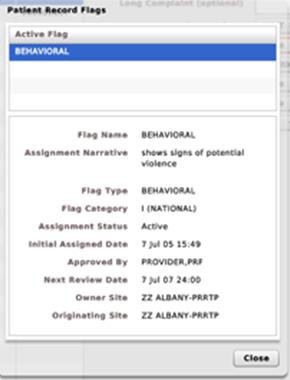 Long Complaint (optional)
Patient Record Flags
Active Flag
BEHAVIORAL
Flag Name BEHAVIORAL
Assignment Narrative shows signs of potential
violence
Flag Type BEHAVIORAL
Flag Category I (NATIONAL)
Assignment Status Active
Initial Assigned Date 7 Jul 05 15:49
Approved By PROVIDER,PRF
Next Review Date 7 Jul 07 24:00
Owner Site ZZ ALBANY-PRRTP
Originating Site ZZ ALBANY-PRRTP
Close